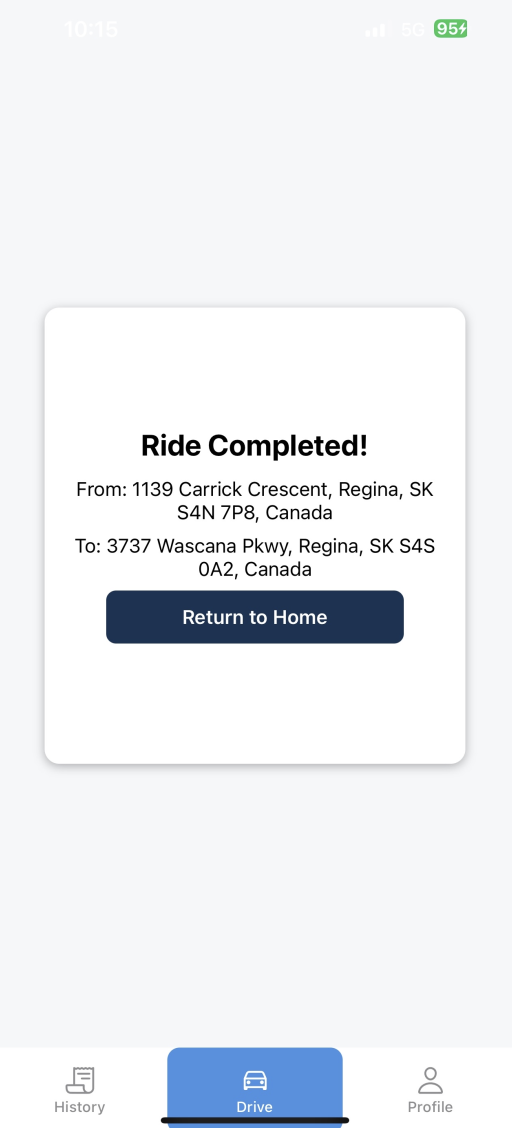 10:15
5G
95
Ride Completed!
From: 1139 Carrick Crescent, Regina, SK
S4N 7P8, Canada
To: 3737 Wascana Pkwy, Regina, SK S4S
0A2, Canada
Return to Home
History
Drive
Profile